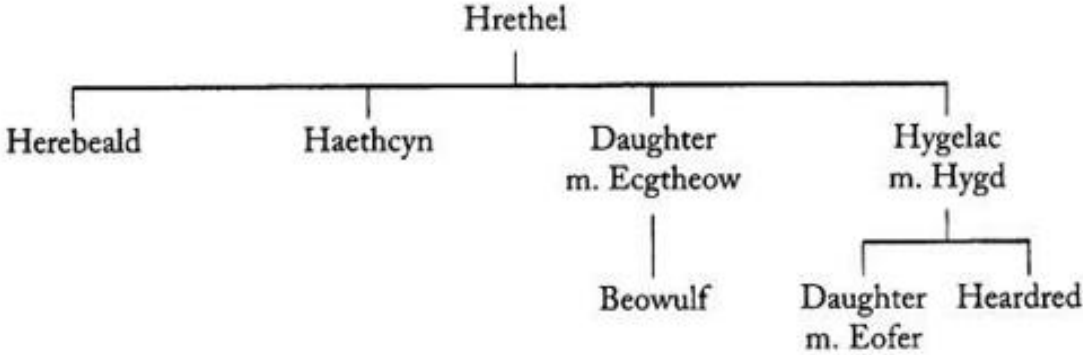 Hrethel
Herebeald Haethcyn Daughter Hygelac
m. Ecgtheow m. Hygd
Beowulf Daughter Heardred
m. Eofer